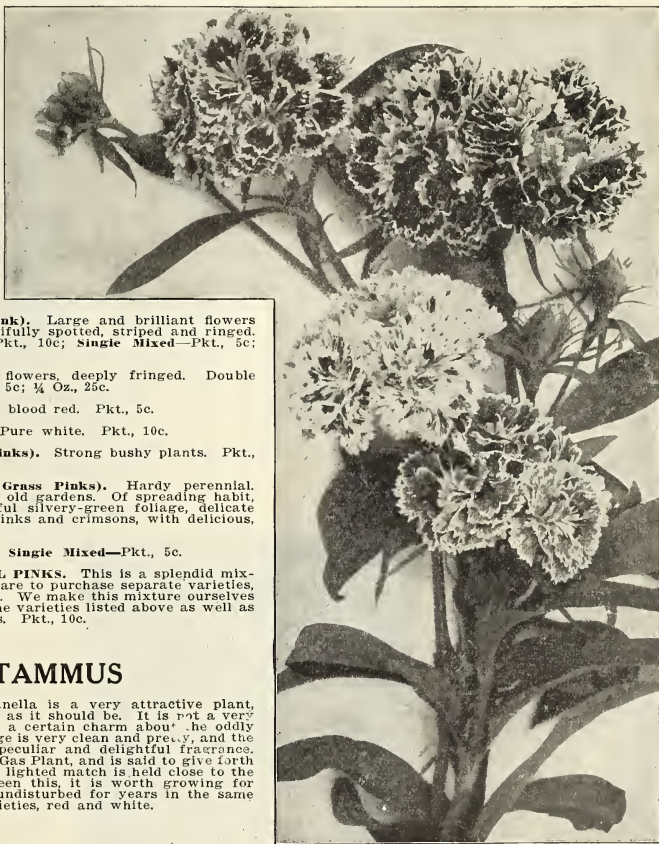 nk). Large and brilliant flowers
ifully spotted, striped and ringed.
Pkt., 10c; Single Mixed—Pkt., 5c;
flowers, deeply fringed. Double
5c; ¼ Oz., 25c.
blood red. Pkt., 5c.
Pure white. Pkt., 10c.
inks). Strong bushy plants. Pkt.,
Grass Pinks). Hardy perennial.
old gardens. Of spreading habit,
ful silvery-green foliage, delicate
inks and crimsons, with delicious,
Single Mixed—Pkt., 5c.
L PINKS. This is a splendid mix-
are to purchase separate varieties,
. We make this mixture ourselves
ne varieties listed above as well as
s. Pkt., 10c.
TAMMUS
nella is a very attractive plant,
as it should be. It is not a very
a certain charm about the oddly
ge is very clean and pretty, and the
peculiar and delightful fragrance.
Gas Plant, and is said to give forth
lighted match is held close to the
een this, it is worth growing for
undisturbed for years in the same
ieties, red and white.